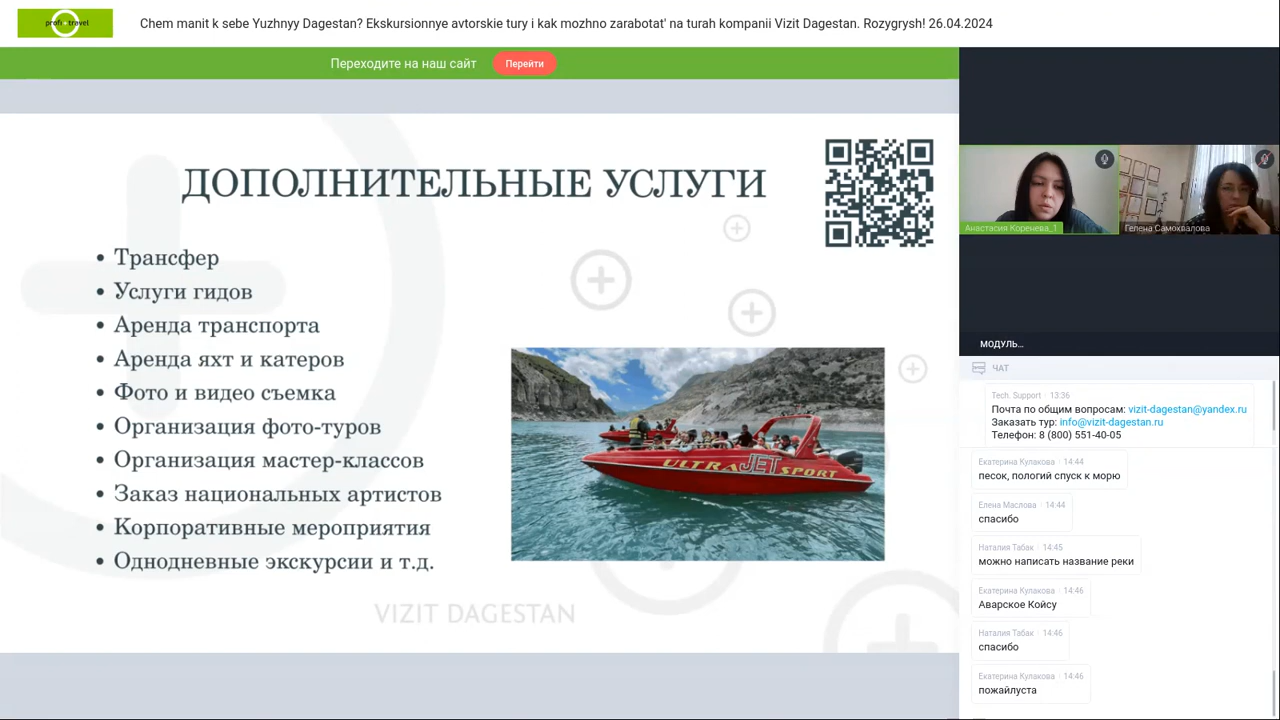 profi travel
Chem manit k sebe Yuzhnyy Dagestan? Ekskursionnye avtorskie tury i kak mozhno zarabotat' na turah kompanii Vizit Dagestan. Rozygrysh! 26.04.2024
Переходите на наш сайт
Перейти
ДОПОЛНИТЕЛЬНЫЕ УСЛУГИ
• Трансфер
• Услуги гидов
• Аренда транспорта
• Аренда яхт и катеров
• Фото и видео съемка
• Организация фото-туров
• Организация мастер-классов
• Заказ национальных артистов
• Корпоративные мероприятия
• Однодневные экскурсии и т.д.
ULTRA JET SPORT
VIZIT DAGESTAN
Анастасия Коренева_1
Гелена Самохвалова
МОДУЛЬ...
ЧАТ
Tech. Support 13:36
Почта по общим вопросам: vizit-dagestan@yandex.ru
Заказать тур: info@vizit-dagestan.ru
Телефон: 8 (800) 551-40-05
Екатерина Кулакова 14:44
песок, пологий спуск к морю
Елена Маслова 14:44
спасибо
Наталия Табак 14:45
можно написать название реки
Екатерина Кулакова 14:46
Аварское Койсу
Наталия Табак 14:46
спасибо
Екатерина Кулакова 14:46
пожайлуста